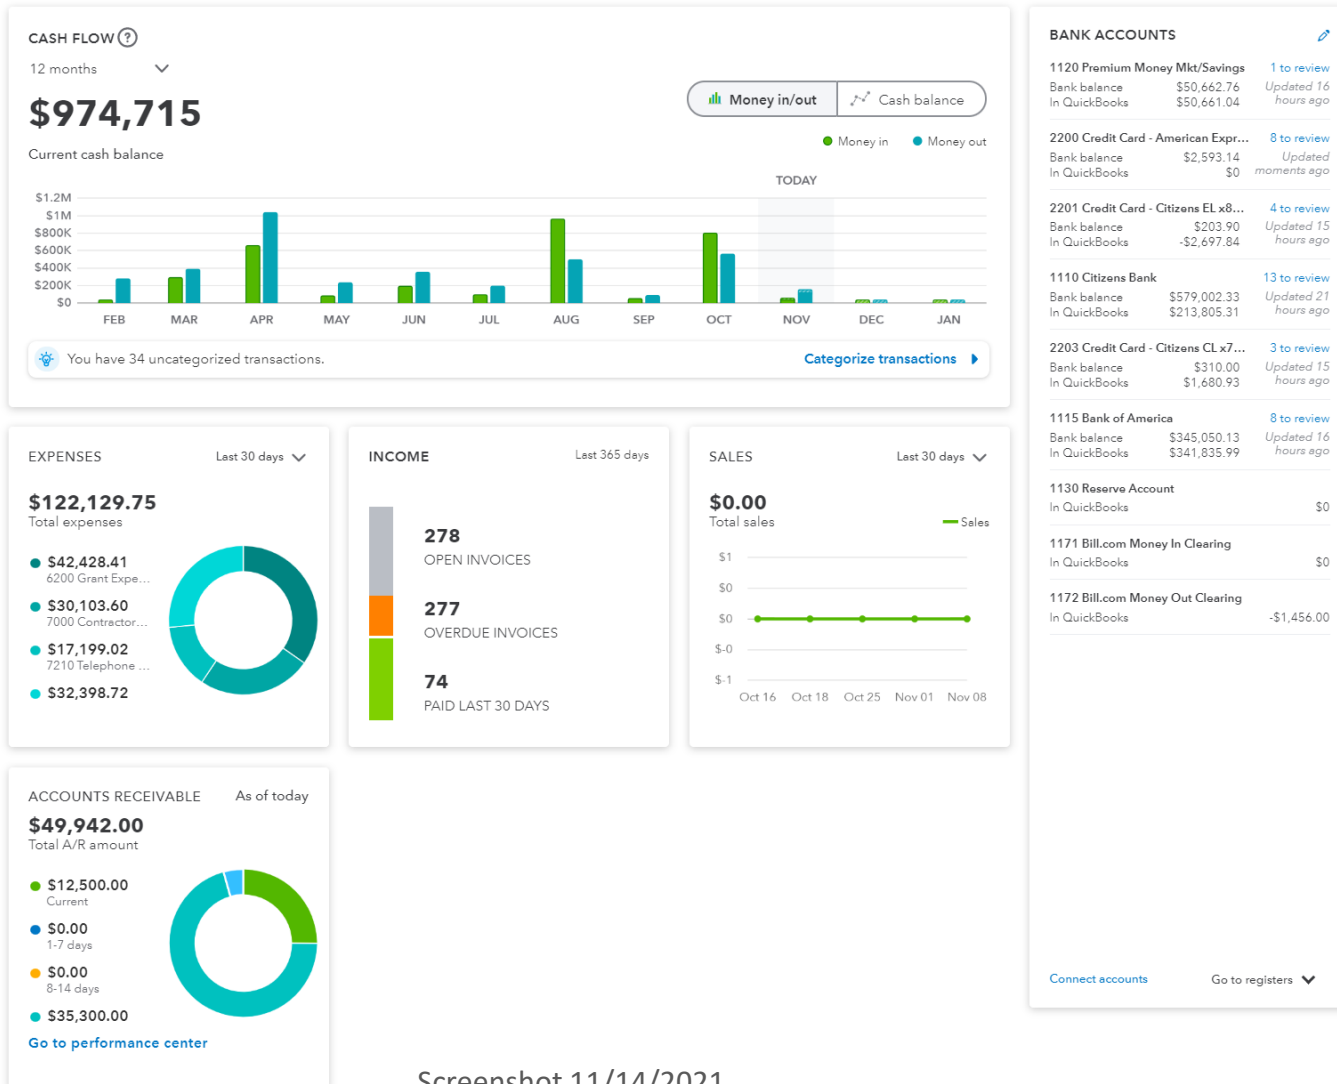 CASH FLOW ?
12 months
$974,715
Current cash balance
Money in/out
Cash balance
Money in
Money out
TODAY
$1.2M
$1M
$800K
$600K
$400K
$200K
$0
FEB MAR APR MAY JUN JUL AUG SEP OCT NOV DEC JAN
You have 34 uncategorized transactions.
Categorize transactions
EXPENSES
Last 30 days
$122,129.75
Total expenses
$42,428.41
6200 Grant Expe...
$30,103.60
7000 Contractor...
$17,199.02
7210 Telephone ...
$32,398.72
INCOME
Last 365 days
278
OPEN INVOICES
277
OVERDUE INVOICES
74
PAID LAST 30 DAYS
SALES
Last 30 days
$0.00
Total sales
Sales
$1
$0
$0
$-0
$-1
Oct 16 Oct 18 Oct 25 Nov 01 Nov 08
ACCOUNTS RECEIVABLE
As of today
$49,942.00
Total A/R amount
$12,500.00
Current
$0.00
1-7 days
$0.00
8-14 days
$35,300.00
Go to performance center
BANK ACCOUNTS
1120 Premium Money Mkt/Savings 1 to review
Bank balance $50,662.76 Updated 16
In QuickBooks $50,661.04 hours ago
2200 Credit Card - American Expr... 8 to review
Bank balance $2,593.14 Updated
In QuickBooks $0 moments ago
2201 Credit Card - Citizens EL x8... 4 to review
Bank balance $203.90 Updated 15
In QuickBooks -$2,697.84 hours ago
1110 Citizens Bank 13 to review
Bank balance $579,002.33 Updated 21
In QuickBooks $213,805.31 hours ago
2203 Credit Card - Citizens CL x7... 3 to review
Bank balance $310.00 Updated 15
In QuickBooks $1,680.93 hours ago
1115 Bank of America 8 to review
Bank balance $345,050.13 Updated 16
In QuickBooks $341,835.99 hours ago
1130 Reserve Account
In QuickBooks $0
1171 Bill.com Money In Clearing
In QuickBooks $0
1172 Bill.com Money Out Clearing
In QuickBooks -$1,456.00
Connect accounts
Go to registers
Screenshot 11/14/2021